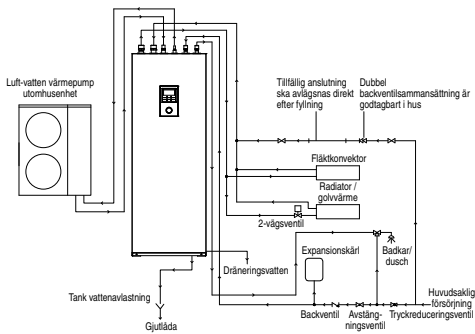 Luft-vatten värmepump
utomhusenhet
Tillfällig anslutning
ska avlägsnas direkt
efter fyllning
Dubbel
backventilsammansättning är
godtagbart i hus
Fläktkonvektor
Radiator /
golvvärme
2-vägsventil
Expansionskärl
Badkar/
dusch
Dräneringsvatten
Tank vattenavlastning
Gjutlåda
Backventil
Avstäng-
ningsventil
Huvudsaklig
försörjning
Tryckreduceringsventil